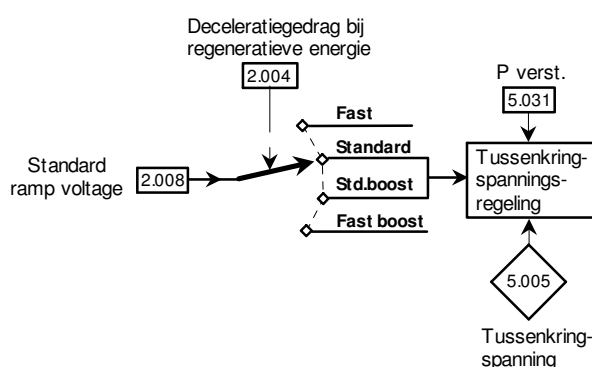 Deceleratiegedrag bij
regeneratieve energie
2.004
P verst.
5.031
Fast
Standard
Standard
ramp voltage
2.008
Std.boost
Fast boost
Tussenkring-
spannings-
regeling
5.005
Tussenkring-
spanning